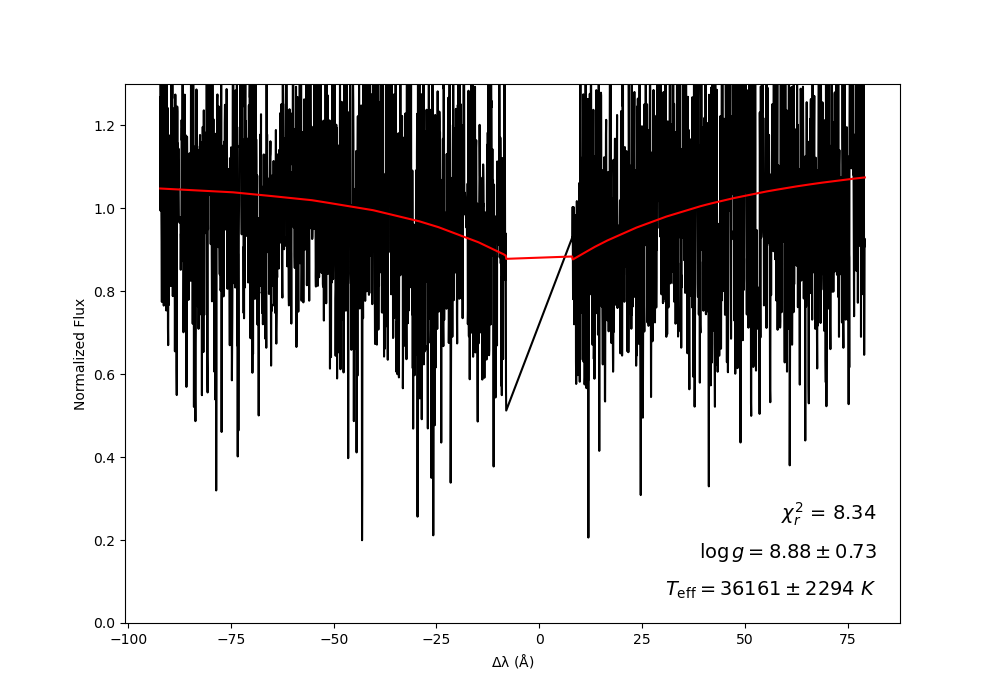 1.2
1.0
0.8
0.6
0.4
0.2
0.0
Normalized Flux
χ²ᵣ = 8.34
log g = 8.88 ± 0.73
T_eff = 36161 ± 2294 K
−100 −75 −50 −25 0 25 50 75
Δλ (Å)